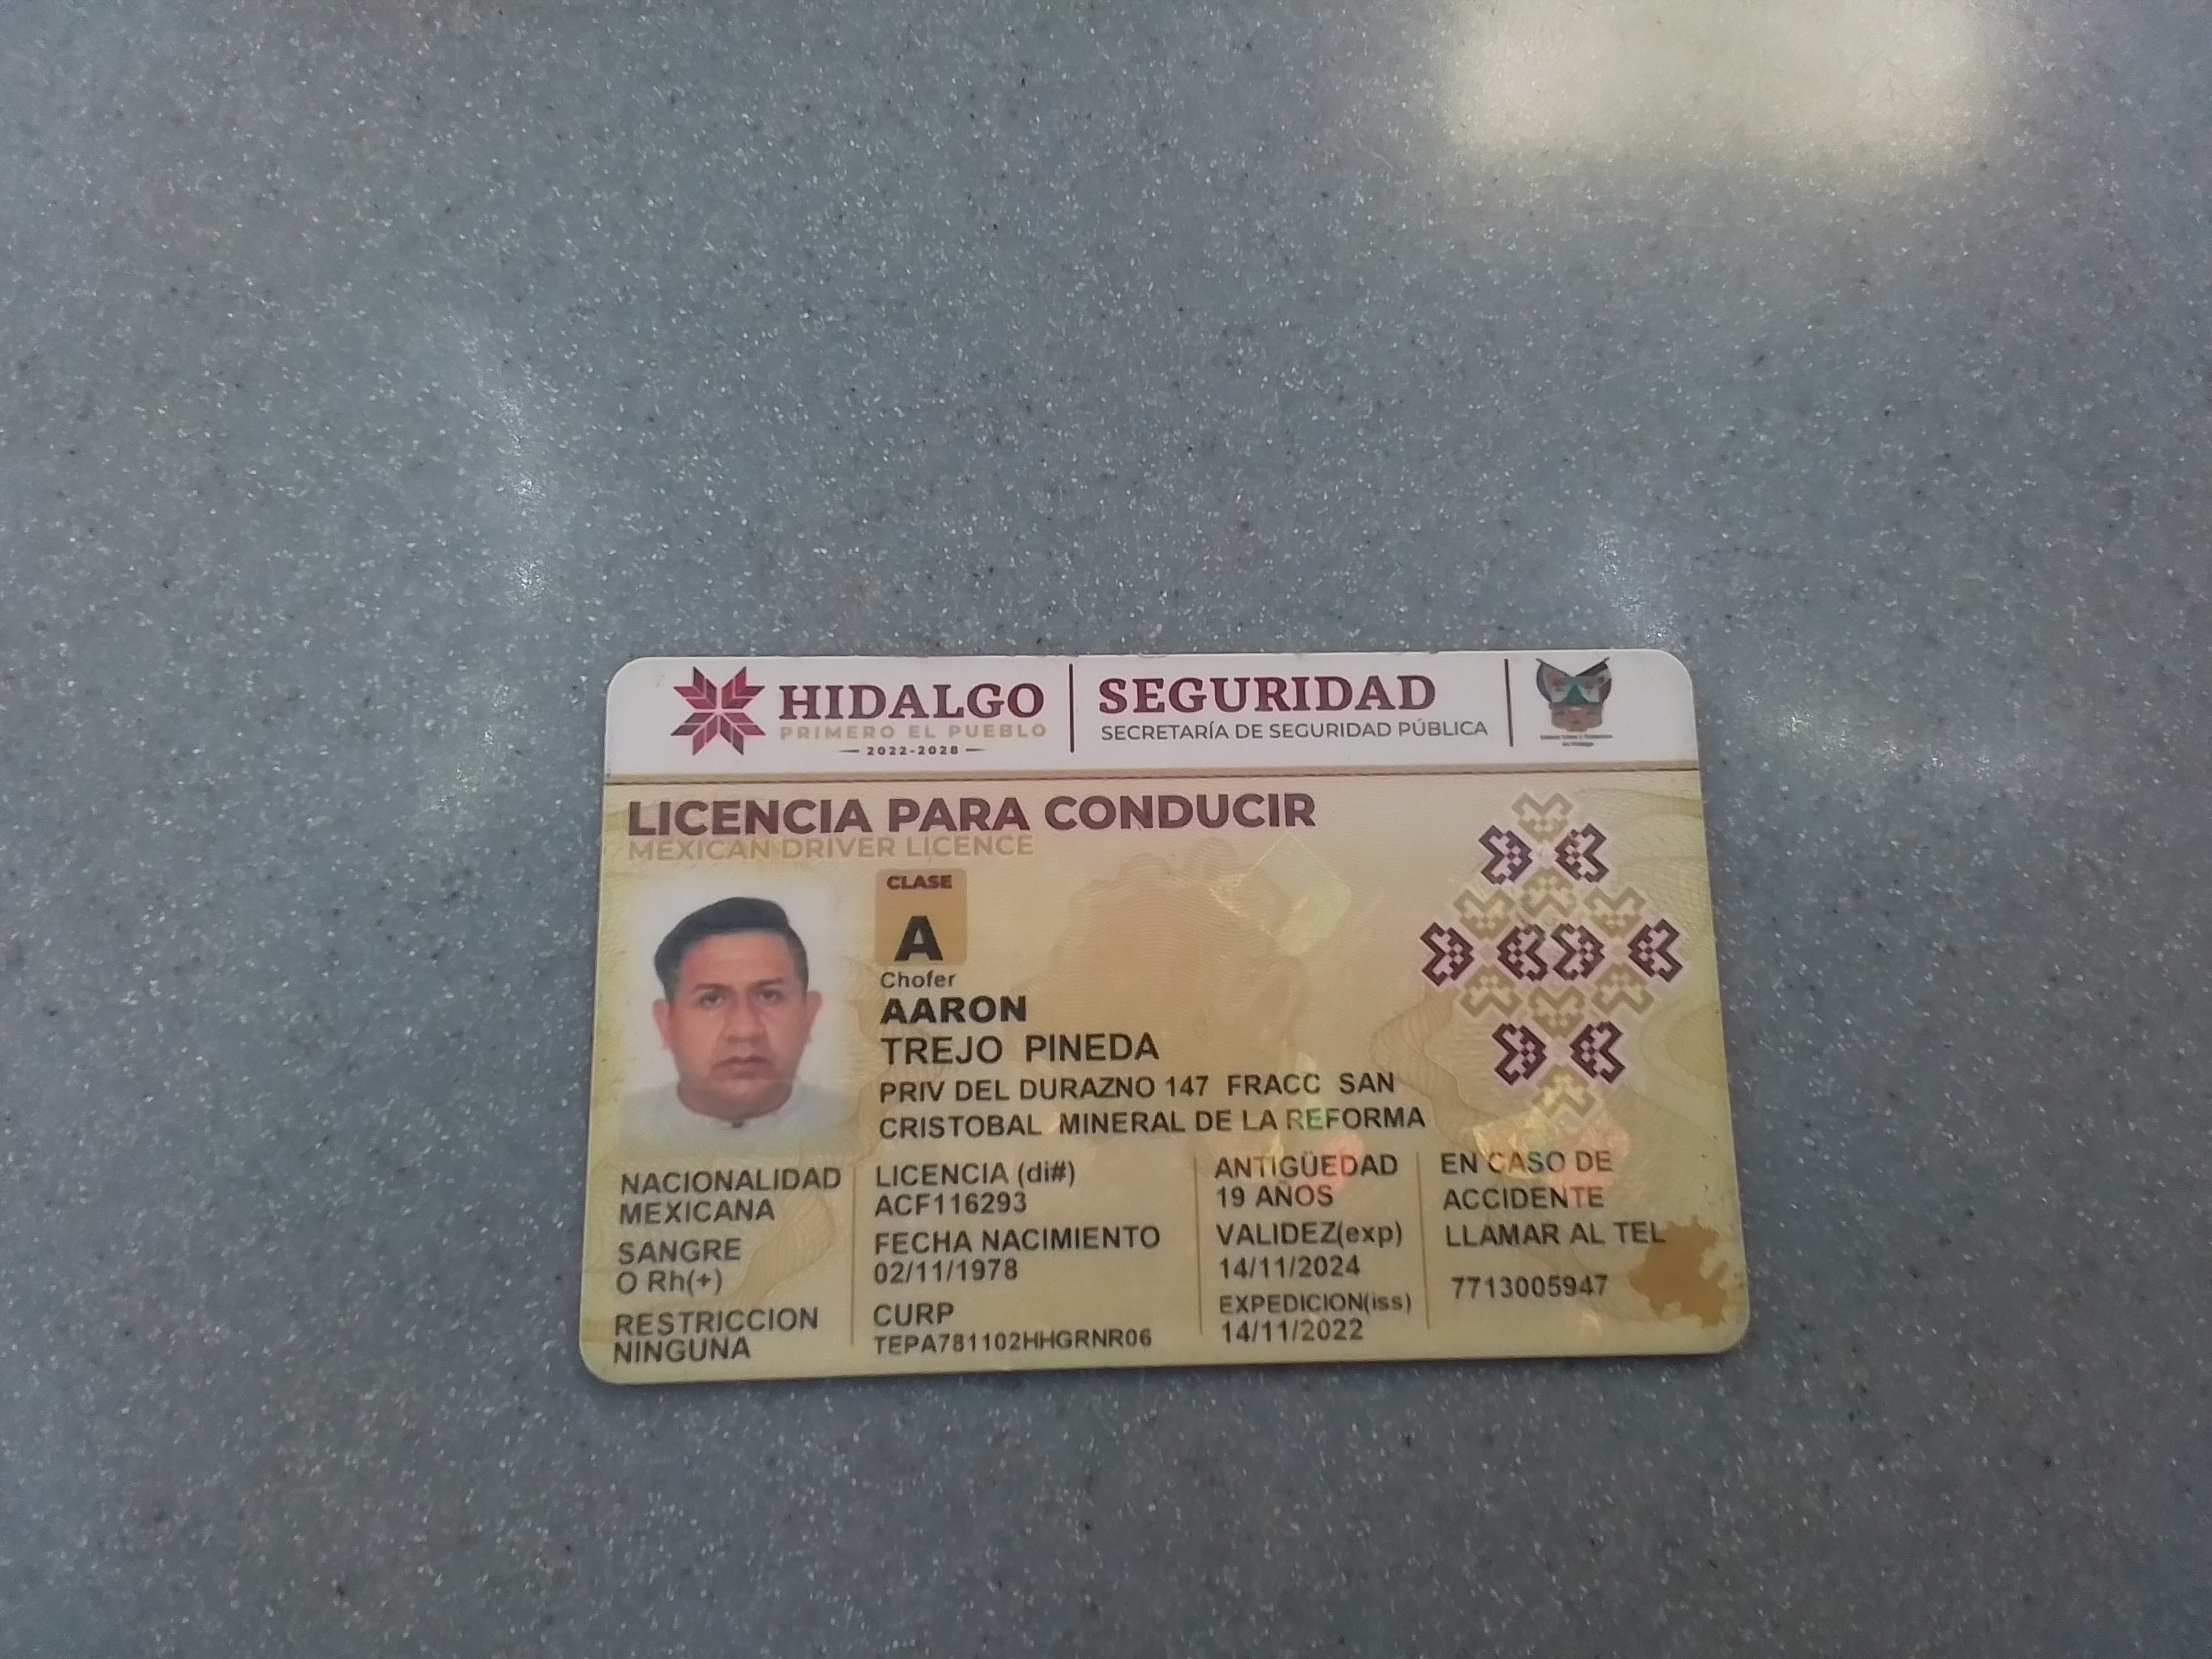 HIDALGO
PRIMERO EL PUEBLO
2022-2028
SEGURIDAD
SECRETARÍA DE SEGURIDAD PÚBLICA
LICENCIA PARA CONDUCIR
MEXICAN DRIVER LICENCE
CLASE
A
Chofer
AARON
TREJO PINEDA
PRIV DEL DURAZNO 147 FRACC SAN
CRISTOBAL MINERAL DE LA REFORMA
NACIONALIDAD
MEXICANA
SANGRE
O Rh(+)
RESTRICCION
NINGUNA
LICENCIA (di#)
ACF116293
FECHA NACIMIENTO
02/11/1978
CURP
TEPA781102HHGRNR06
ANTIGÜEDAD
19 AÑOS
VALIDEZ(exp)
14/11/2024
EXPEDICION(iss)
14/11/2022
EN CASO DE
ACCIDENTE
LLAMAR AL TEL
7713005947